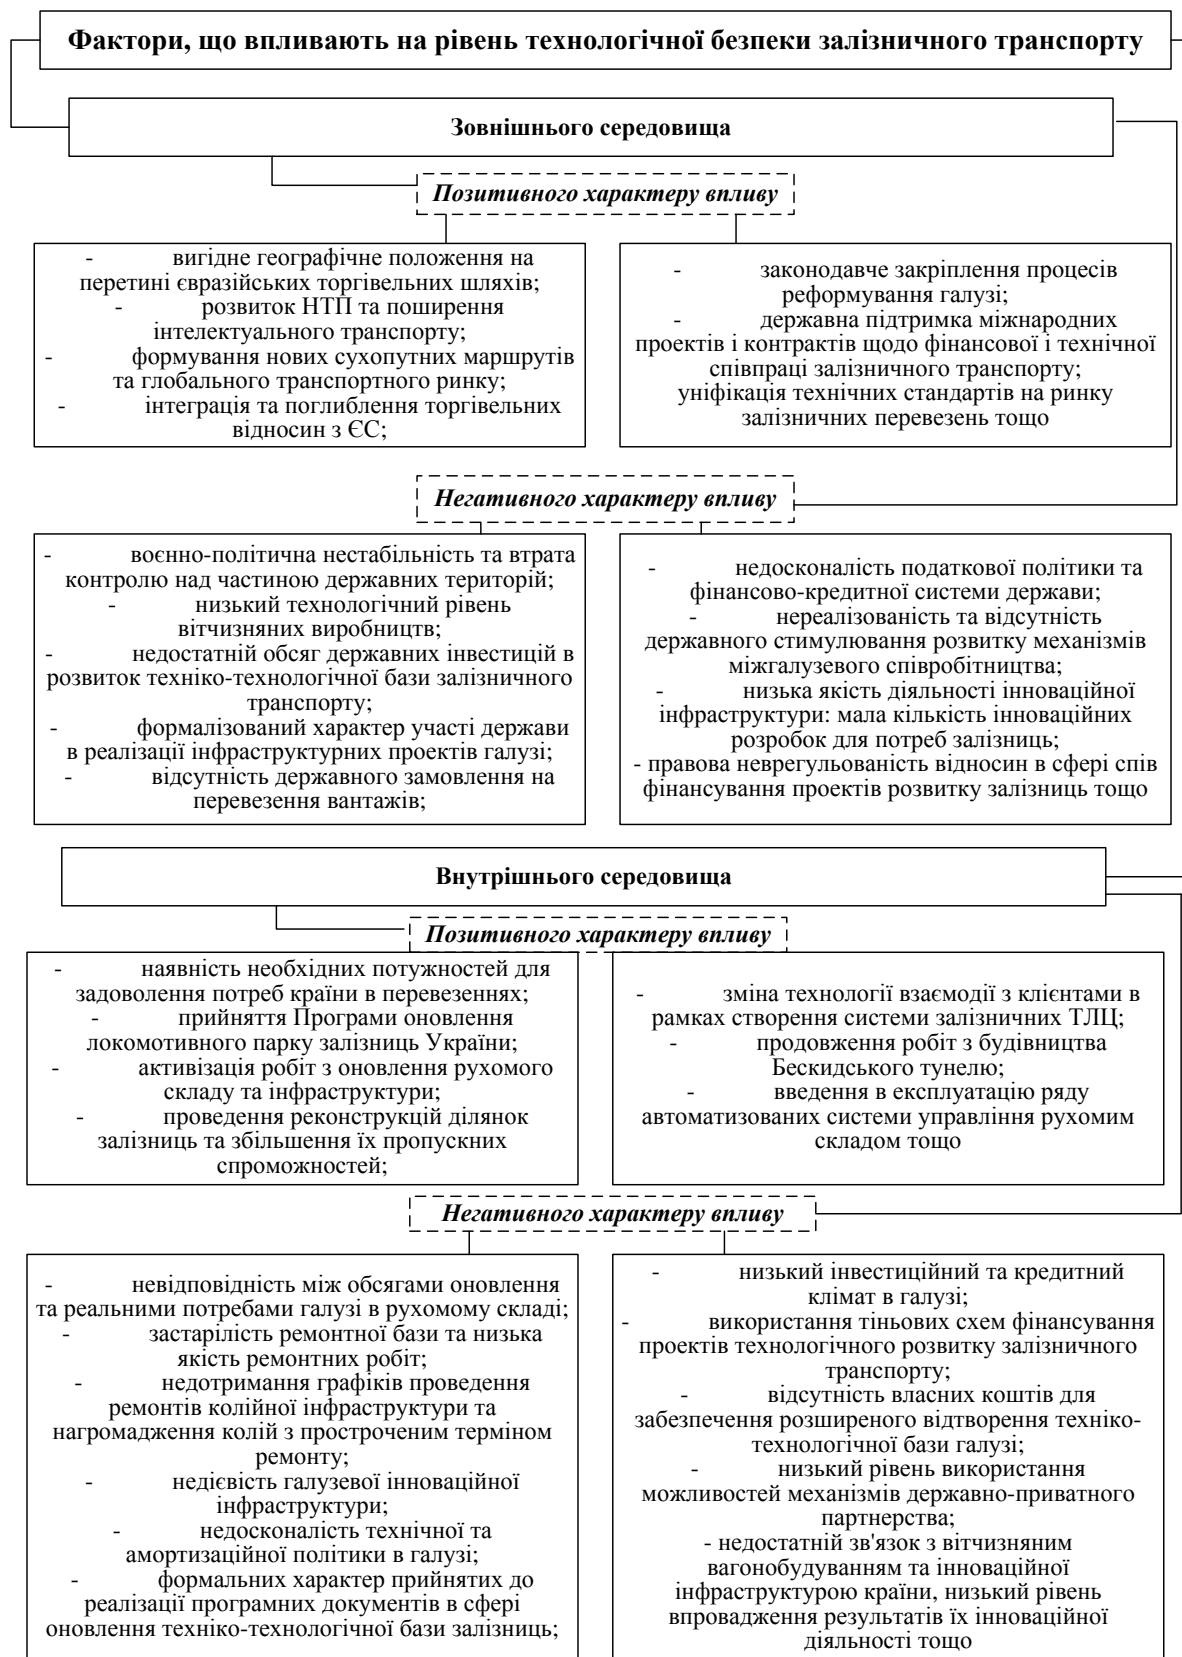 Фактори, що впливають на рівень технологічної безпеки залізничного транспорту
Зовнішнього середовища
Позитивного характеру впливу
- вигідне географічне положення на
перетині євразійських торгівельних шляхів;
- розвиток НТП та поширення
інтелектуального транспорту;
- формування нових сухопутних маршрутів
та глобального транспортного ринку;
- інтеграція та поглиблення торгівельних
відносин з ЄС;
- законодавче закріплення процесів
реформування галузі;
- державна підтримка міжнародних
проектів і контрактів щодо фінансової і технічної
співпраці залізничного транспорту;
уніфікація технічних стандартів на ринку
залізничних перевезень тощо
Негативного характеру впливу
- воєнно-політична нестабільність та втрата
контролю над частиною державних територій;
- низький технологічний рівень
вітчизняних виробництв;
- недостатній обсяг державних інвестицій в
розвиток техніко-технологічної бази залізничного
транспорту;
- формалізований характер участі держави
в реалізації інфраструктурних проектів галузі;
- відсутність державного замовлення на
перевезення вантажів;
- недосконалість податкової політики та
фінансово-кредитної системи держави;
- нереалізованість та відсутність
державного стимулювання розвитку механізмів
міжгалузевого співробітництва;
- низька якість діяльності інноваційної
інфраструктури: мала кількість інноваційних
розробок для потреб залізниць;
- правова неврегульованість відносин в сфері спів
фінансування проектів розвитку залізниць тощо
Внутрішнього середовища
Позитивного характеру впливу
- наявність необхідних потужностей для
задоволення потреб країни в перевезеннях;
- прийняття Програми оновлення
локомотивного парку залізниць України;
- активізація робіт з оновлення рухомого
складу та інфраструктури;
- проведення реконструкцій ділянок
залізниць та збільшення їх пропускних
спроможностей;
- зміна технології взаємодії з клієнтами в
рамках створення системи залізничних ТЛЦ;
- продовження робіт з будівництва
Бескидського тунелю;
- введення в експлуатацію ряду
автоматизованих системи управління рухомим
складом тощо
Негативного характеру впливу
- невідповідність між обсягами оновлення
та реальними потребами галузі в рухомому складі;
- застарілість ремонтної бази та низька
якість ремонтних робіт;
- недотримання графіків проведення
ремонтів колійної інфраструктури та
нагромадження колій з простроченим терміном
ремонту;
- недієвість галузевої інноваційної
інфраструктури;
- недосконалість технічної та
амортизаційної політики в галузі;
- формальних характер прийнятих до
реалізації програмних документів в сфері
оновлення техніко-технологічної бази залізниць;
- низький інвестиційний та кредитний
клімат в галузі;
- використання тіньових схем фінансування
проектів технологічного розвитку залізничного
транспорту;
- відсутність власних коштів для
забезпечення розширеного відтворення техніко-
технологічної бази галузі;
- низький рівень використання
можливостей механізмів державно-приватного
партнерства;
- недостатній зв'язок з вітчизняним
вагонобудуванням та інноваційної
інфраструктурою країни, низький рівень
впровадження результатів їх інноваційної
діяльності тощо